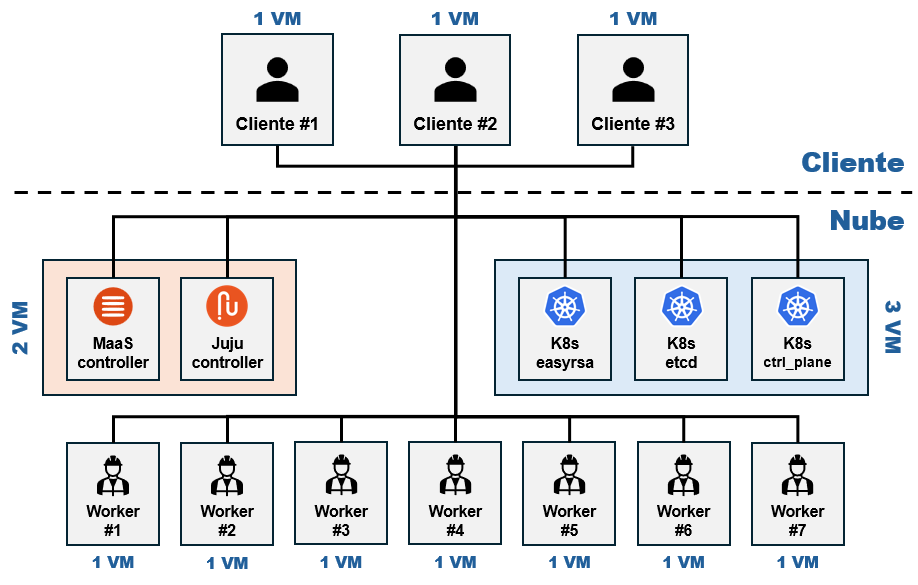 1 VM
1 VM
1 VM
Cliente #1
Cliente #2
Cliente #3
Cliente
Nube
2 VM
MaaS
controller
Juju
controller
K8s
easyrsa
K8s
etcd
K8s
ctrl_plane
3 VM
Worker
#1
Worker
#2
Worker
#3
Worker
#4
Worker
#5
Worker
#6
Worker
#7
1 VM
1 VM
1 VM
1 VM
1 VM
1 VM
1 VM